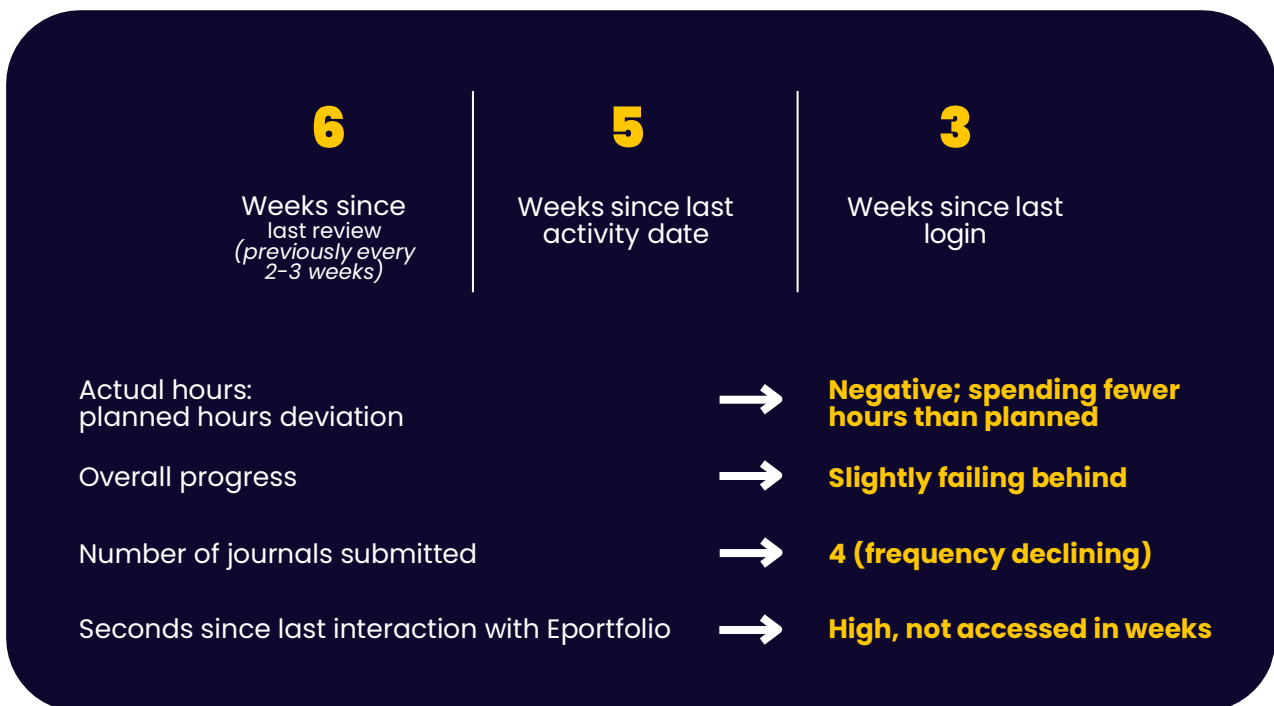 6
Weeks since
last review
(previously every
2-3 weeks)
5
Weeks since last
activity date
3
Weeks since last
login
Actual hours:
planned hours deviation
Negative; spending fewer
hours than planned
Overall progress
Slightly failing behind
Number of journals submitted
4 (frequency declining)
Seconds since last interaction with Eportfolio
High, not accessed in weeks